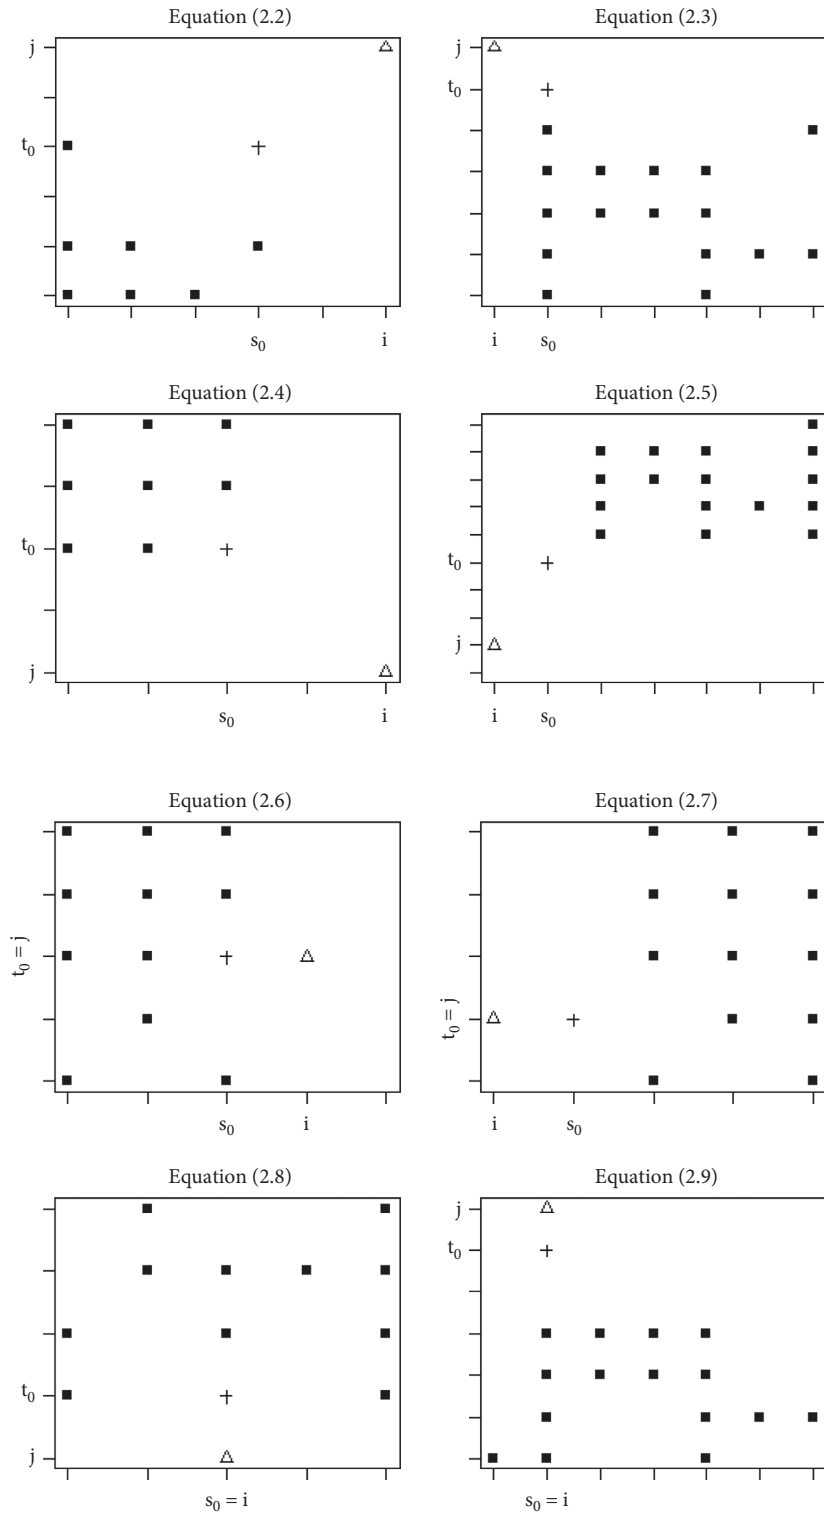 Equation (2.2)
j
t₀
s₀ i
Equation (2.3)
j
t₀
i s₀
Equation (2.4)
t₀
j
s₀ i
Equation (2.5)
t₀
j
i s₀
Equation (2.6)
t₀ = j
s₀ i
Equation (2.7)
t₀ = j
i s₀
Equation (2.8)
t₀
j
s₀ = i
Equation (2.9)
j
t₀
s₀ = i